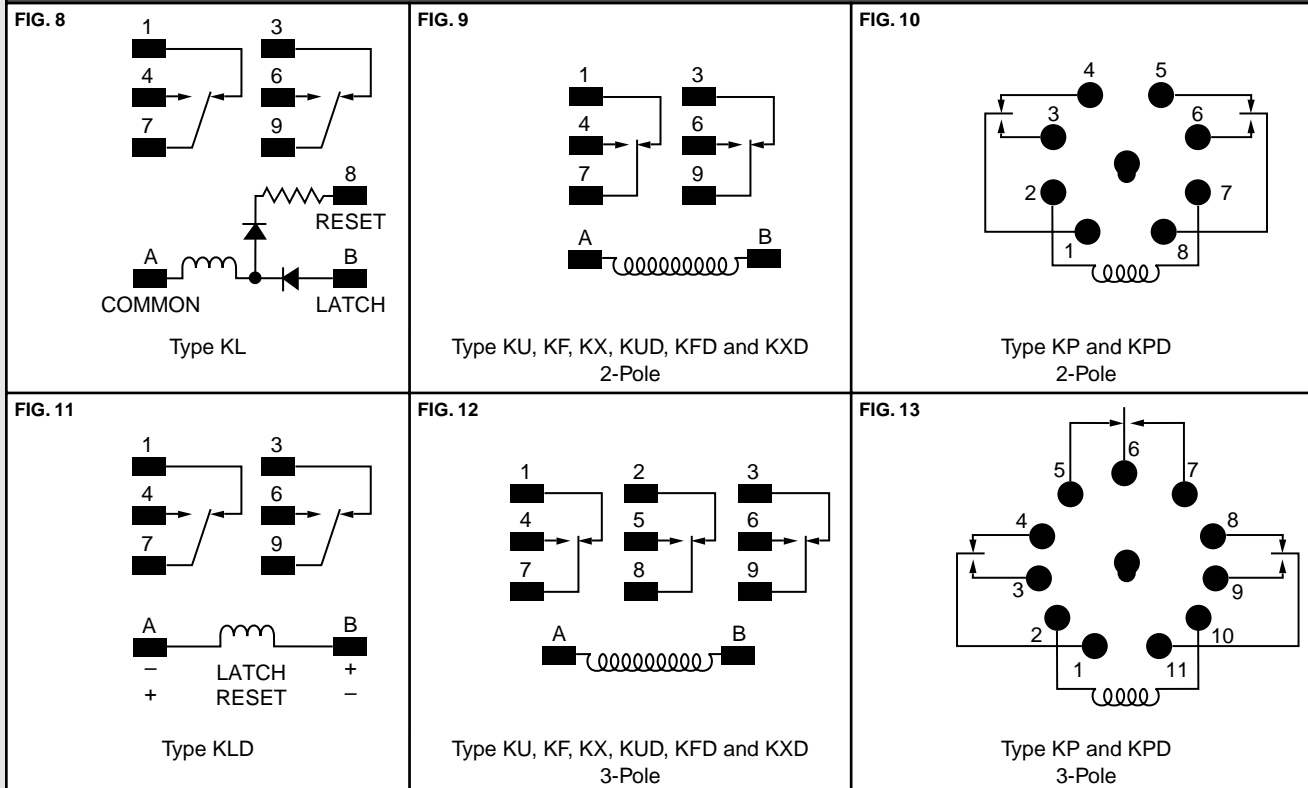 FIG. 8
1 3
4 6
7 9
8
RESET
A B
COMMON LATCH
Type KL
FIG. 9
1 3
4 6
7 9
A B
Type KU, KF, KX, KUD, KFD and KXD
2-Pole
FIG. 10
4 5
3 6
2 7
1 8
Type KP and KPD
2-Pole
FIG. 11
1 3
4 6
7 9
A B
– LATCH +
+ RESET –
Type KLD
FIG. 12
1 2 3
4 5 6
7 8 9
A B
Type KU, KF, KX, KUD, KFD and KXD
3-Pole
FIG. 13
6
5 7
4 8
3 9
2 10
1 11
Type KP and KPD
3-Pole